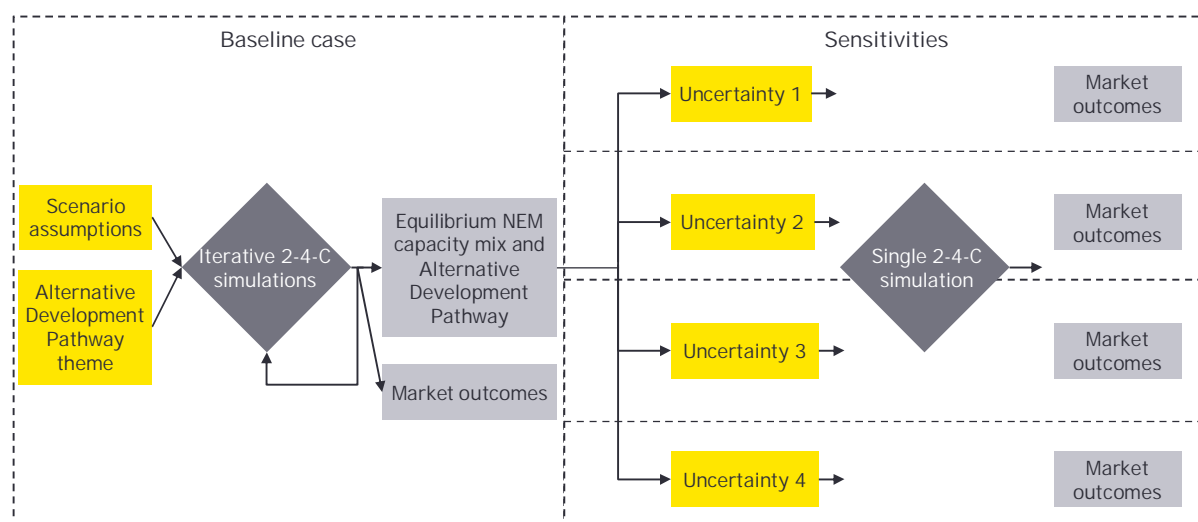 Baseline case
Scenario
assumptions
Alternative
Development
Pathway
theme
Iterative 2-4-C
simulations
Equilibrium NEM
capacity mix and
Alternative
Development
Pathway
Market outcomes
Sensitivities
Uncertainty 1
Market
outcomes
Uncertainty 2
Market
outcomes
Single 2-4-C
simulation
Uncertainty 3
Market
outcomes
Uncertainty 4
Market
outcomes